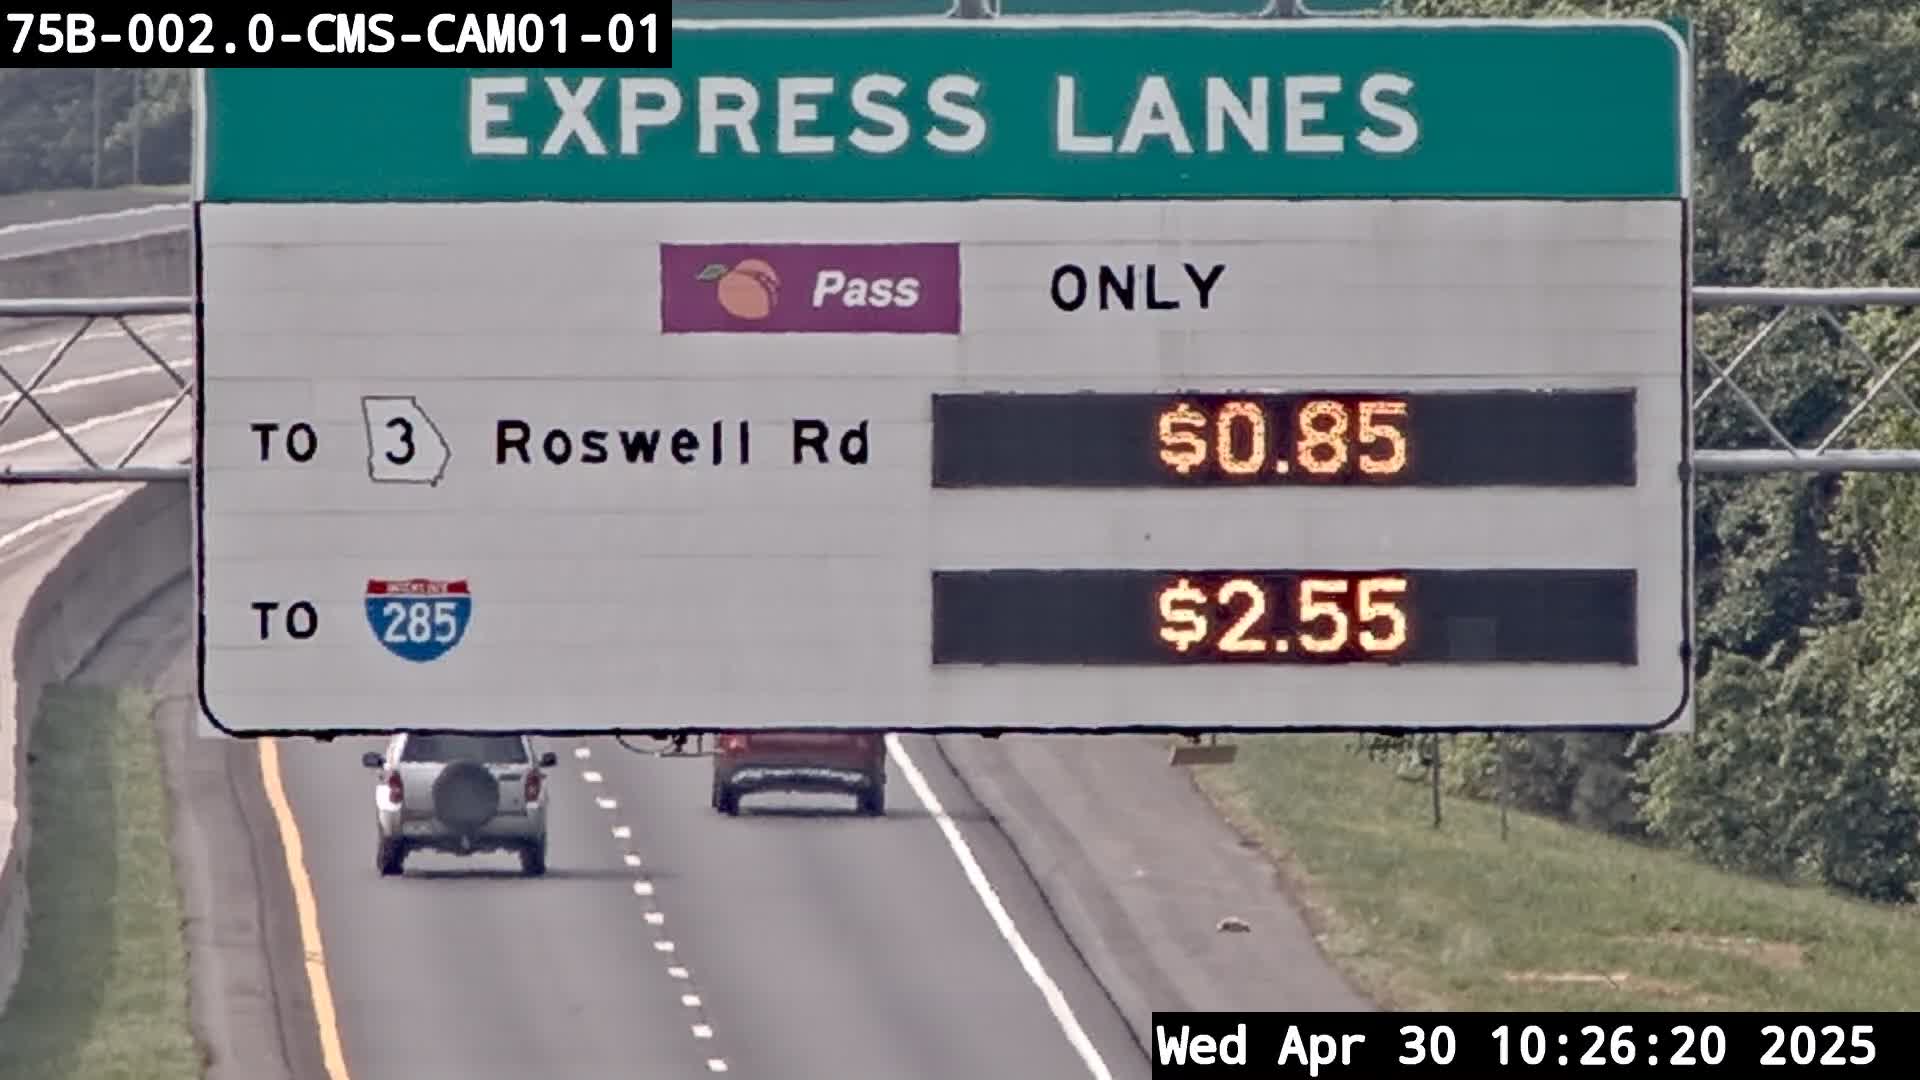 75B-002.0-CMS-CAM01-01
EXPRESS LANES
Pass ONLY
TO 3 Roswell Rd $0.85
TO 285 $2.55
Wed Apr 30 10:26:20 2025